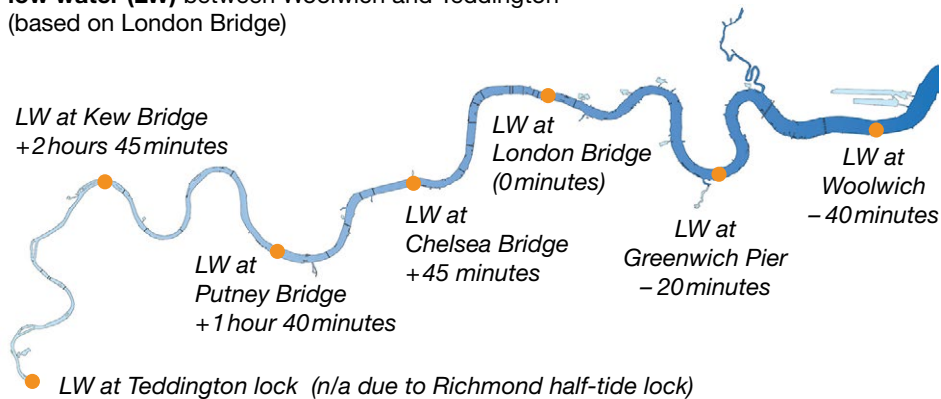 low water (LW) between Woolwich and Teddington
(based on London Bridge)
LW at Kew Bridge
+2 hours 45 minutes
LW at
London Bridge
(0 minutes)
LW at
Woolwich
– 40 minutes
LW at
Chelsea Bridge
+45 minutes
LW at
Greenwich Pier
– 20 minutes
LW at
Putney Bridge
+1 hour 40 minutes
LW at Teddington lock (n/a due to Richmond half-tide lock)